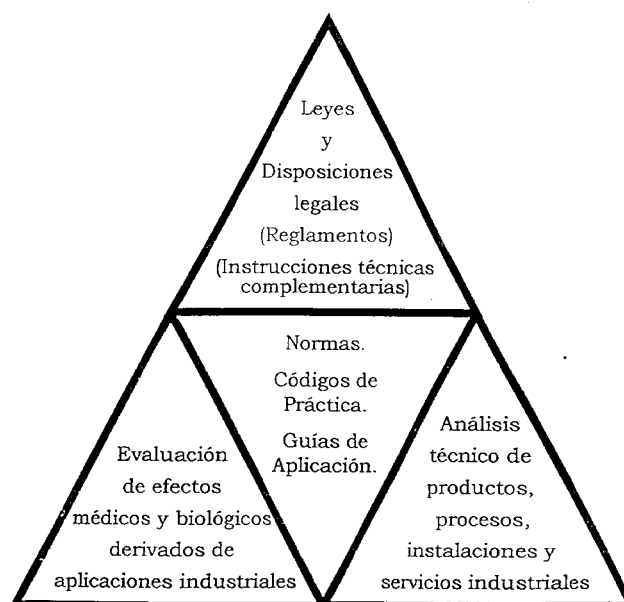 Leyes
y
Disposiciones
legales
(Reglamentos)
(Instrucciones técnicas
complementarias)
Normas.
Códigos de
Práctica.
Guías de
Aplicación.
Evaluación
de efectos
médicos y biológicos
derivados de
aplicaciones industriales
Análisis
técnico de
productos,
procesos,
instalaciones y
servicios industriales